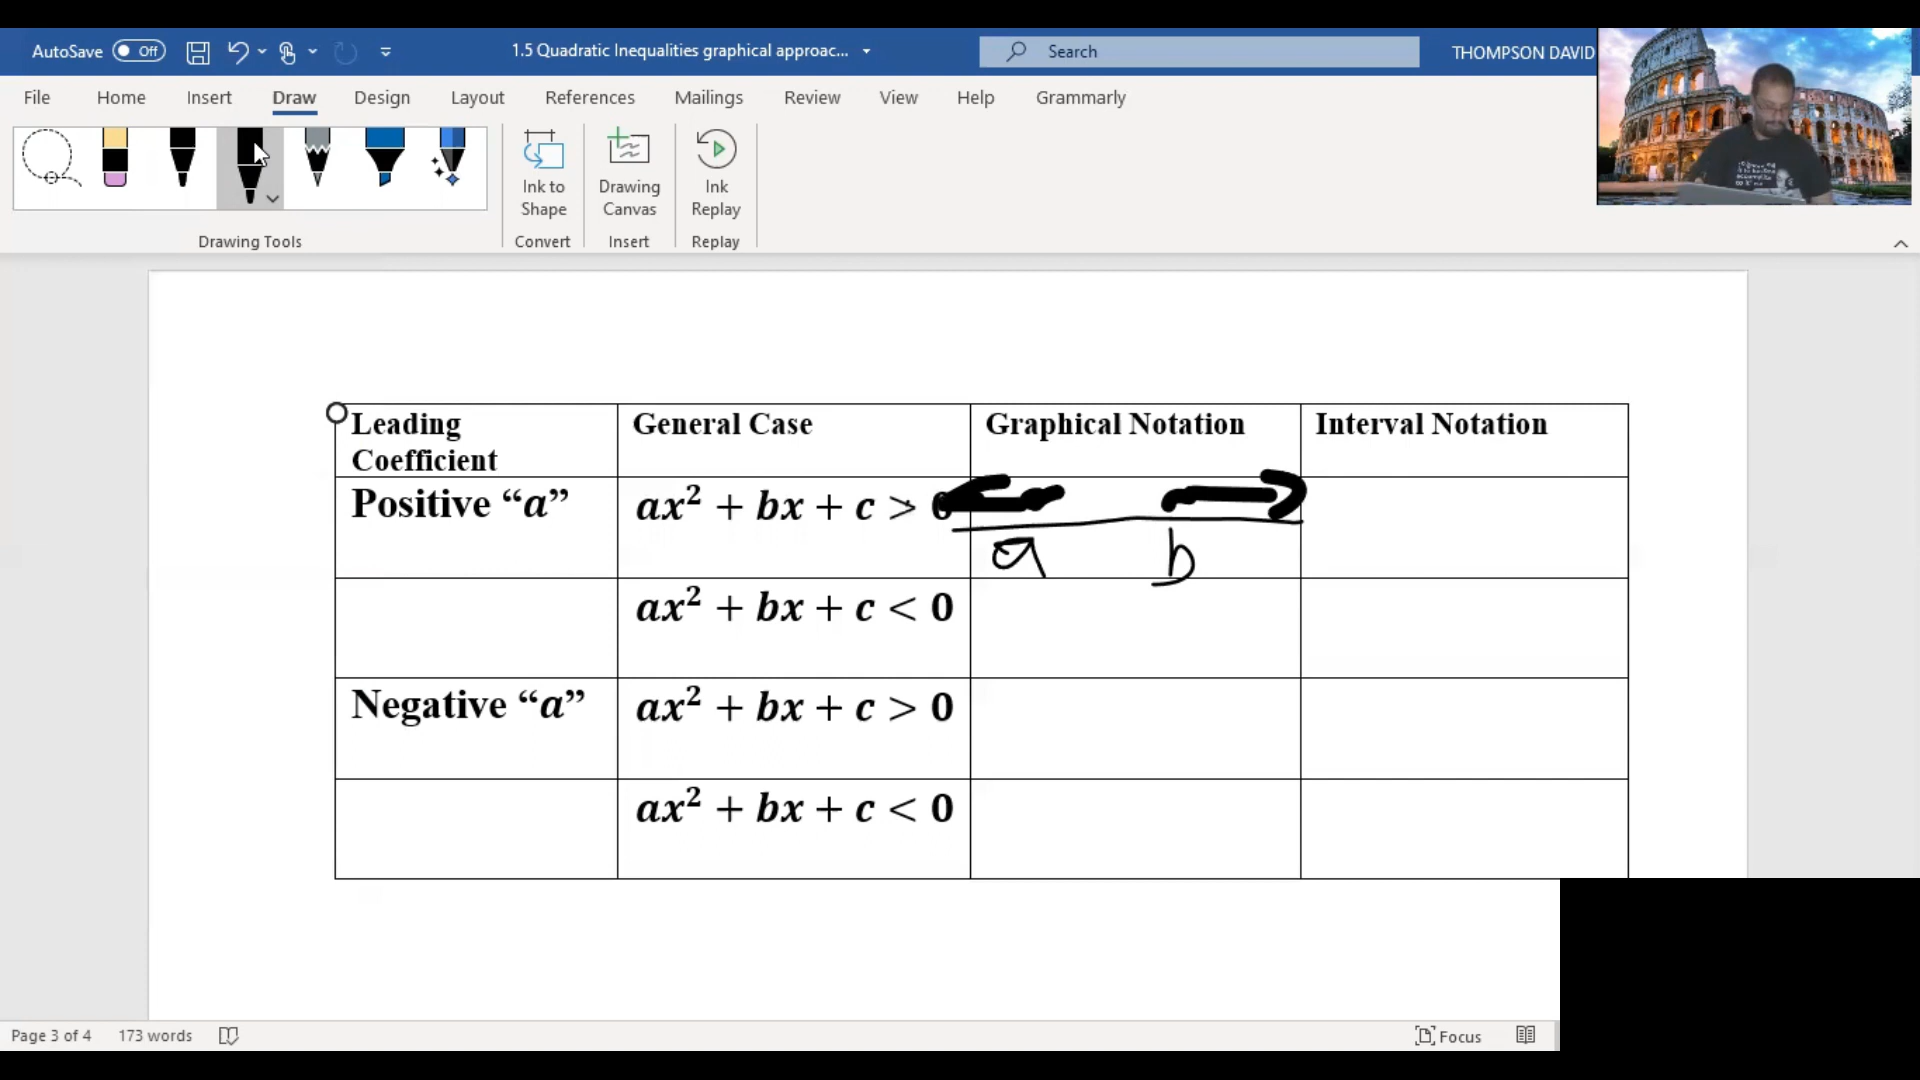 AutoSave Off 1.5 Quadratic Inequalities graphical approac... Search THOMPSON DAVID
File Home Insert Draw Design Layout References Mailings Review View Help Grammarly
Ink to Shape
Drawing Canvas
Ink Replay
Drawing Tools Convert Insert Replay
Leading Coefficient General Case Graphical Notation Interval Notation
Positive “a” ax² + bx + c > 0
a b
ax² + bx + c < 0
Negative “a” ax² + bx + c > 0
ax² + bx + c < 0
Page 3 of 4 173 words Focus